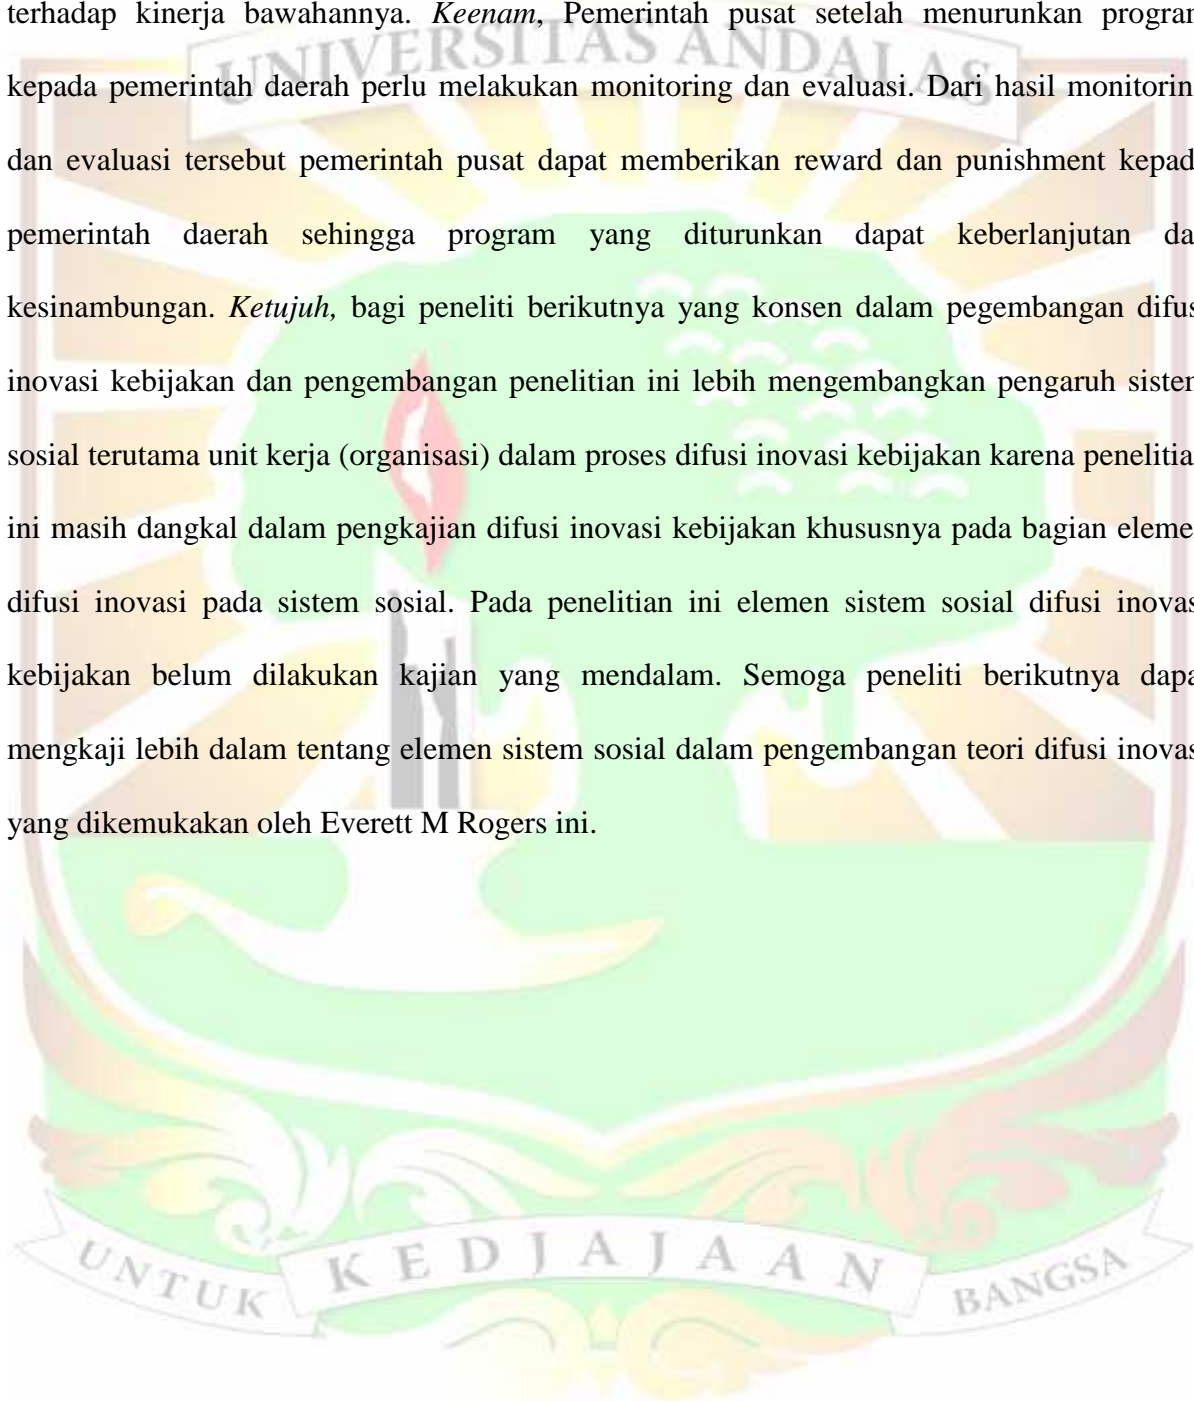 terhadap kinerja bawahannya. Keenam, Pemerintah pusat setelah menurunkan progra
UNIVERSITAS ANDALAS
kepada pemerintah daerah perlu melakukan monitoring dan evaluasi. Dari hasil monitorin
dan evaluasi tersebut pemerintah pusat dapat memberikan reward dan punishment kepad
pemerintah daerah sehingga program yang diturunkan dapat keberlanjutan da
kesinambungan. Ketujuh, bagi peneliti berikutnya yang konsen dalam pegembangan difus
inovasi kebijakan dan pengembangan penelitian ini lebih mengembangkan pengaruh sister
sosial terutama unit kerja (organisasi) dalam proses difusi inovasi kebijakan karena penelitia
ini masih dangkal dalam pengkajian difusi inovasi kebijakan khususnya pada bagian eleme
difusi inovasi pada sistem sosial. Pada penelitian ini elemen sistem sosial difusi inovas
kebijakan belum dilakukan kajian yang mendalam. Semoga peneliti berikutnya dapa
mengkaji lebih dalam tentang elemen sistem sosial dalam pengembangan teori difusi inovas
yang dikemukakan oleh Everett M Rogers ini.
UNTUK KEDJAJAAN BANGSA